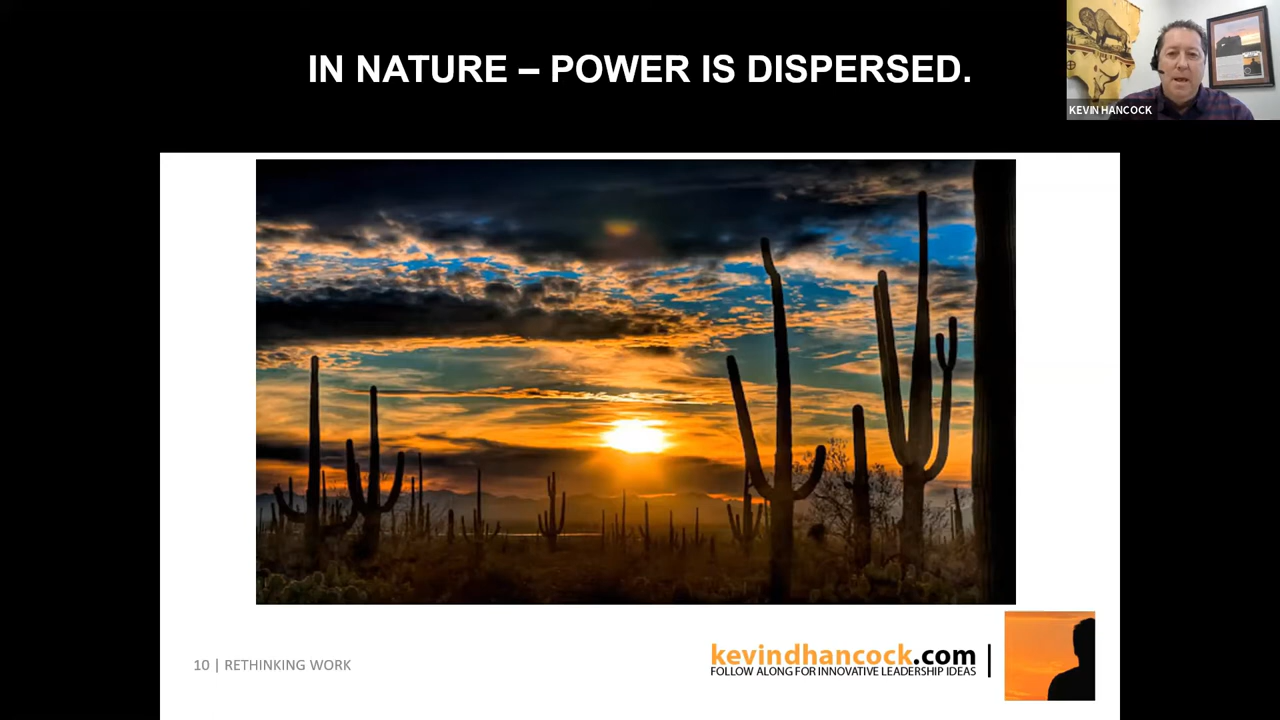 IN NATURE – POWER IS DISPERSED.
KEVIN HANCOCK
10 | RETHINKING WORK
kevindhancock.com
FOLLOW ALONG FOR INNOVATIVE LEADERSHIP IDEAS